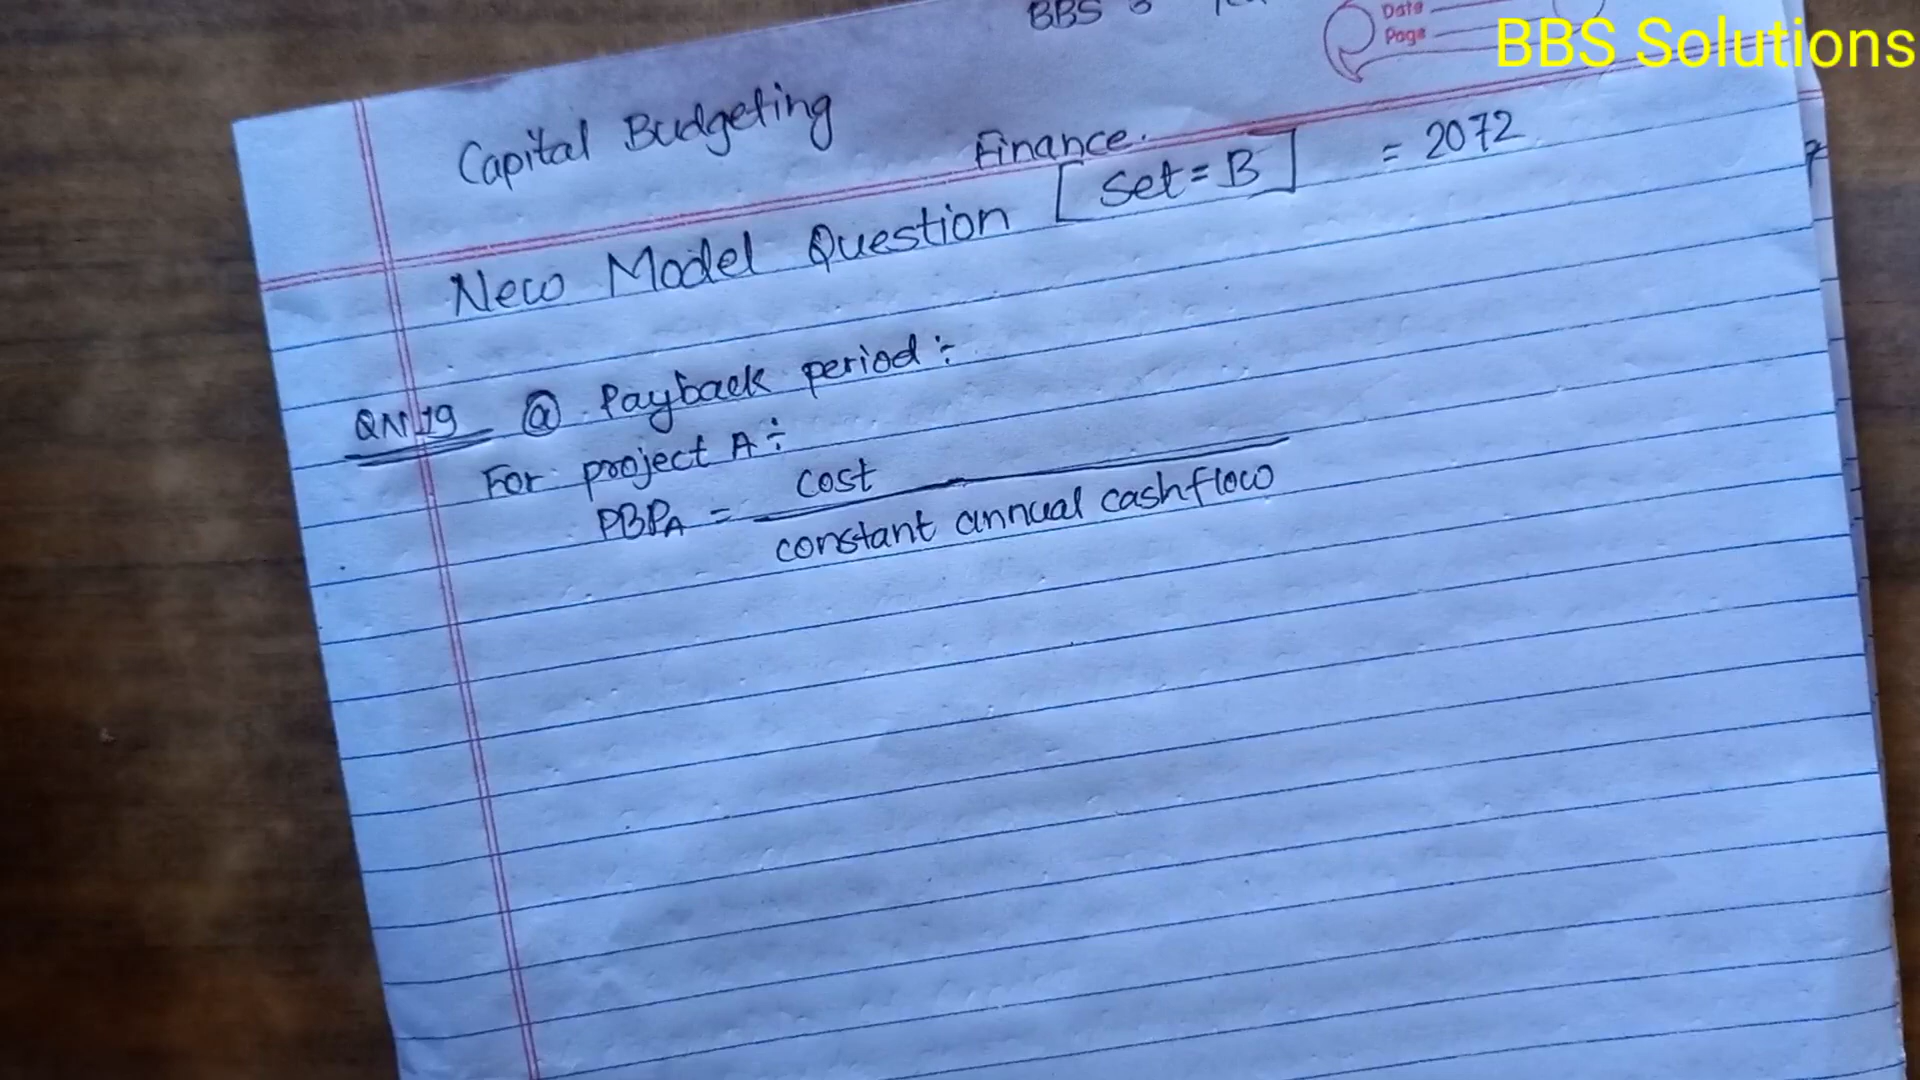 BBS 3
Date
Page
BBS Solutions
Capital Budgeting
Finance.
New Model Question [Set=B] = 2072
QN 19 @ Payback period :-
For project A ÷
PBPA = cost
constant annual cashflow